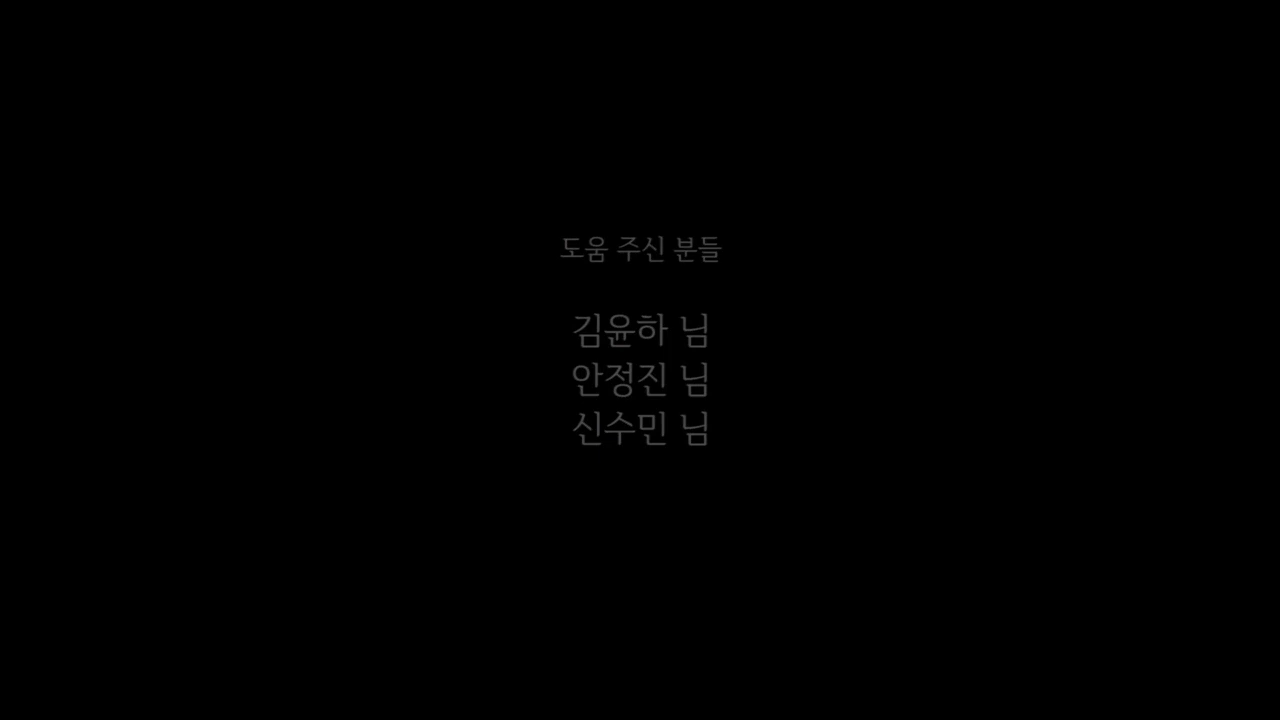 도움 주신 분들
김윤하 님
안정진 님
신수민 님